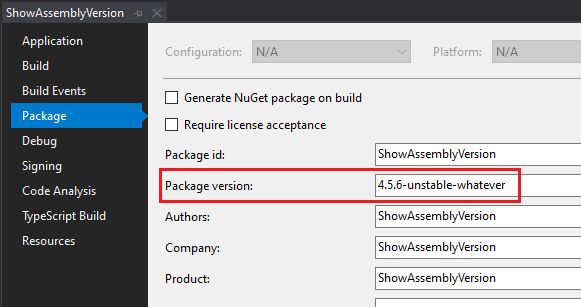 ShowAssemblyVersion
Application
Build
Build Events
Package
Debug
Signing
Code Analysis
TypeScript Build
Resources
Configuration: N/A Platform: N/A
Generate NuGet package on build
Require license acceptance
Package id: ShowAssemblyVersion
Package version: 4.5.6-unstable-whatever
Authors: ShowAssemblyVersion
Company: ShowAssemblyVersion
Product: ShowAssemblyVersion